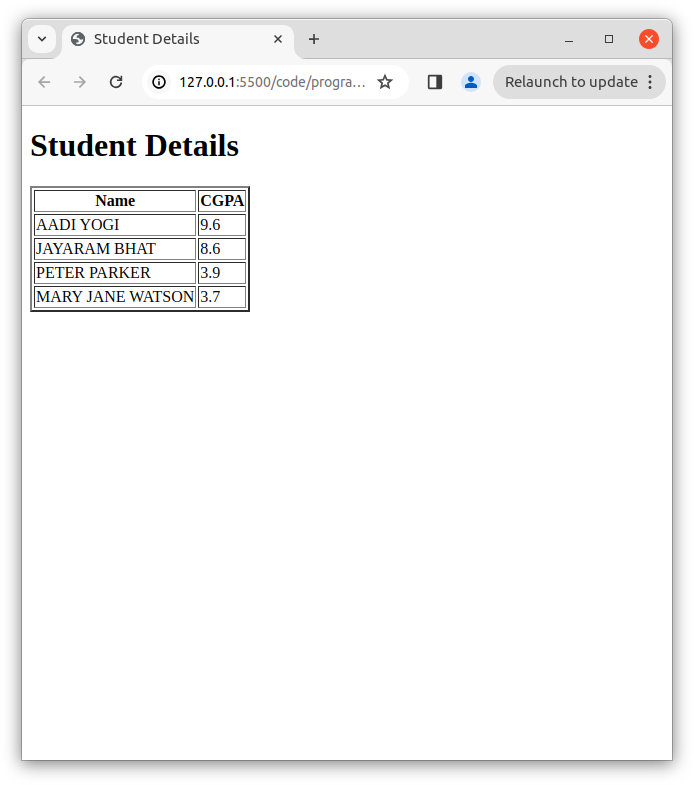 Student Details
127.0.0.1:5500/code/progra...
Relaunch to update
Student Details
Name CGPA
AADI YOGI 9.6
JAYARAM BHAT 8.6
PETER PARKER 3.9
MARY JANE WATSON 3.7